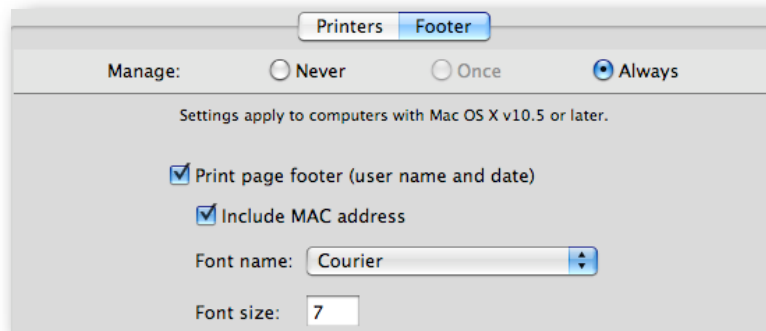 Printers Footer
Manage: Never Once Always
Settings apply to computers with Mac OS X v10.5 or later.
Print page footer (user name and date)
Include MAC address
Font name: Courier
Font size: 7